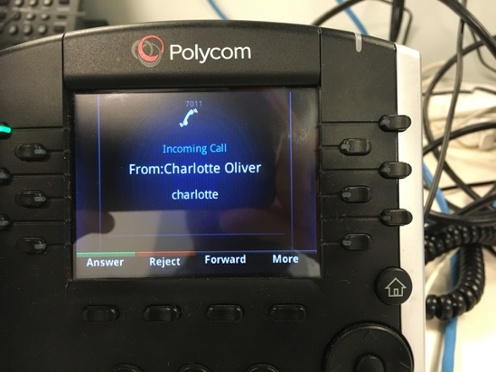 Polycom
7011
Incoming Call
From:Charlotte Oliver
charlotte
Answer Reject Forward More